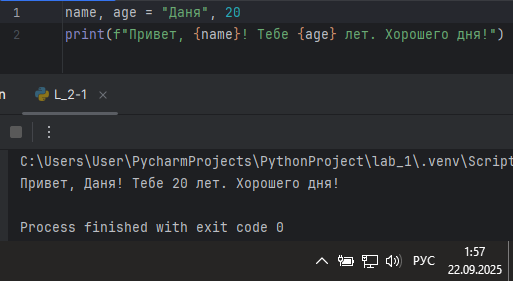 1 name, age = "Даня", 20
2 print(f"Привет, {name}! Тебе {age} лет. Хорошего дня!")
n L_2-1 ×
C:\Users\User\PycharmProjects\PythonProject\lab_1\.venv\Script
Привет, Даня! Тебе 20 лет. Хорошего дня!
Process finished with exit code 0
РУС 1:57
22.09.2025